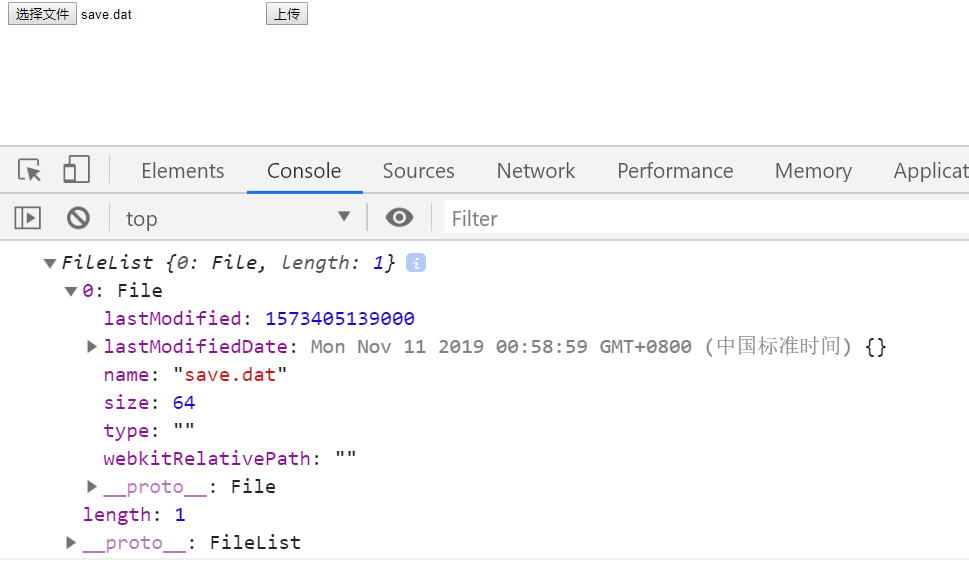 选择文件 save.dat 上传
Elements Console Sources Network Performance Memory Applicat
top Filter
FileList {0: File, length: 1} i
0: File
lastModified: 1573405139000
lastModifiedDate: Mon Nov 11 2019 00:58:59 GMT+0800 (中国标准时间) {}
name: "save.dat"
size: 64
type: ""
webkitRelativePath: ""
__proto__: File
length: 1
__proto__: FileList